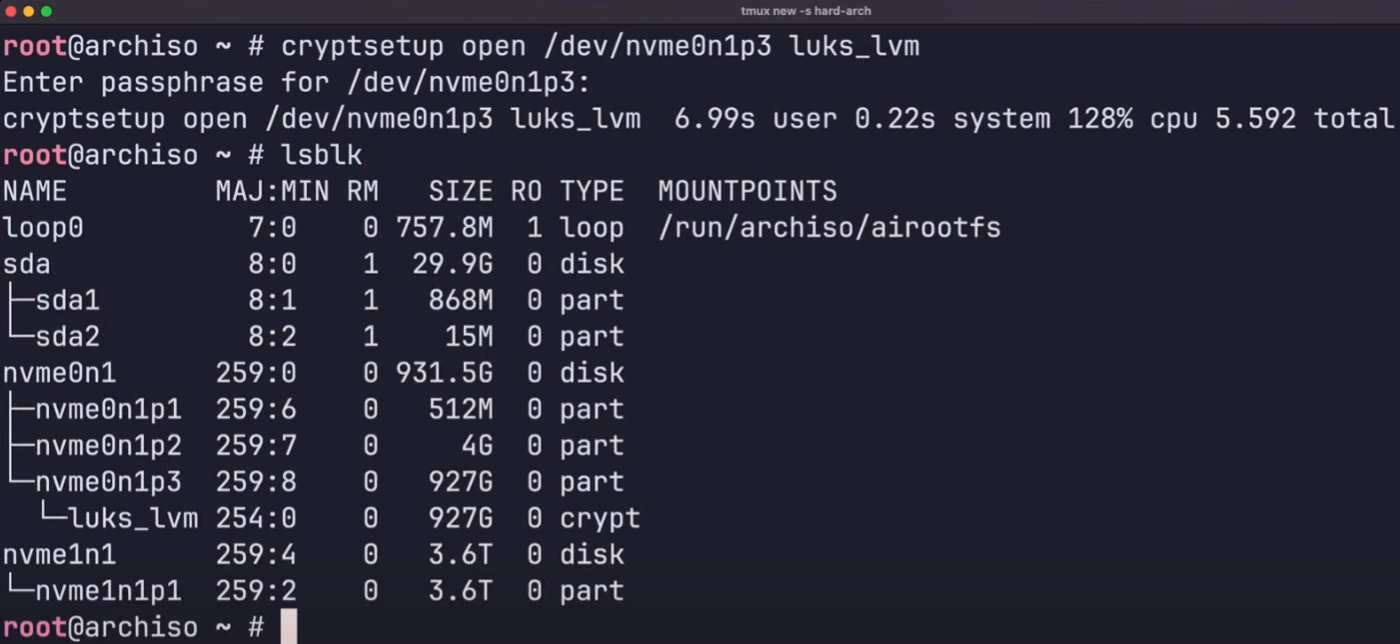 tmux new -s hard-arch
root@archiso ~ # cryptsetup open /dev/nvme0n1p3 luks_lvm
Enter passphrase for /dev/nvme0n1p3:
cryptsetup open /dev/nvme0n1p3 luks_lvm  6.99s user 0.22s system 128% cpu 5.592 total
root@archiso ~ # lsblk
NAME         MAJ:MIN RM   SIZE RO TYPE  MOUNTPOINTS
loop0          7:0    0 757.8M  1 loop  /run/archiso/airootfs
sda            8:0    1  29.9G  0 disk
├─sda1         8:1    1   868M  0 part
└─sda2         8:2    1    15M  0 part
nvme0n1      259:0    0 931.5G  0 disk
├─nvme0n1p1  259:6    0   512M  0 part
├─nvme0n1p2  259:7    0     4G  0 part
└─nvme0n1p3  259:8    0   927G  0 part
  └─luks_lvm 254:0    0   927G  0 crypt
nvme1n1      259:4    0   3.6T  0 disk
└─nvme1n1p1  259:2    0   3.6T  0 part
root@archiso ~ #